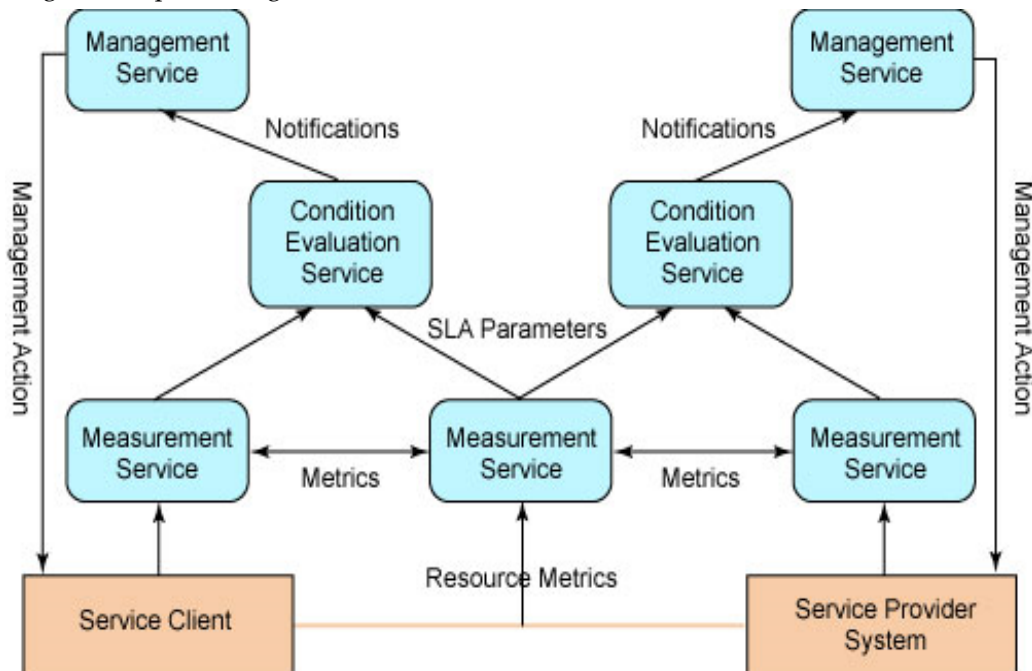 Management
Service
Management
Service
Notifications
Notifications
Management Action
Management Action
Condition
Evaluation
Service
Condition
Evaluation
Service
SLA Parameters
Measurement
Service
Measurement
Service
Measurement
Service
Metrics
Metrics
Resource Metrics
Service Client
Service Provider
System